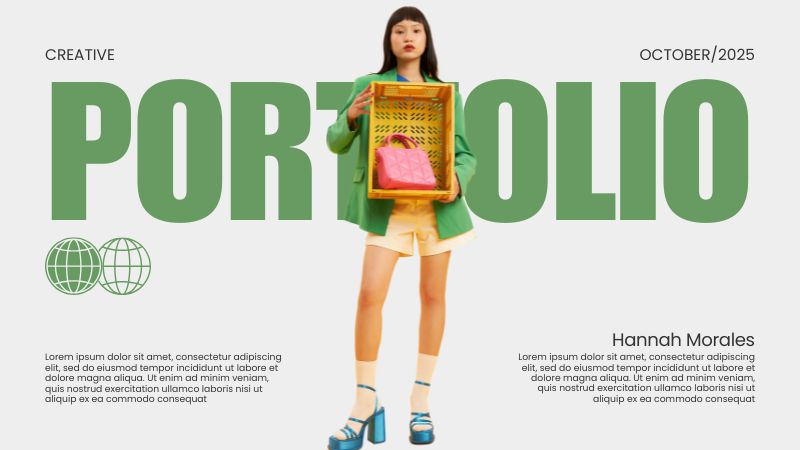 CREATIVE
OCTOBER/2025
PORTFOLIO
Hannah Morales
Lorem ipsum dolor sit amet, consectetur adipiscing
elit, sed do eiusmod tempor incididunt ut labore et
dolore magna aliqua. Ut enim ad minim veniam,
quis nostrud exercitation ullamco laboris nisi ut
aliquip ex ea commodo consequat
Lorem ipsum dolor sit amet, consectetur adipiscing
elit, sed do eiusmod tempor incididunt ut labore et
dolore magna aliqua. Ut enim ad minim veniam,
quis nostrud exercitation ullamco laboris nisi ut
aliquip ex ea commodo consequat